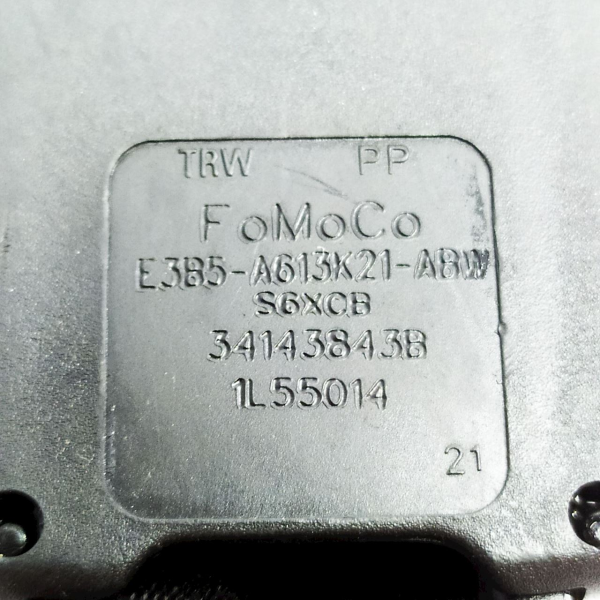 TRW PP
FoMoCo
E3B5-A613K21-ABW
S6XCB
34143843B
1L55014
21